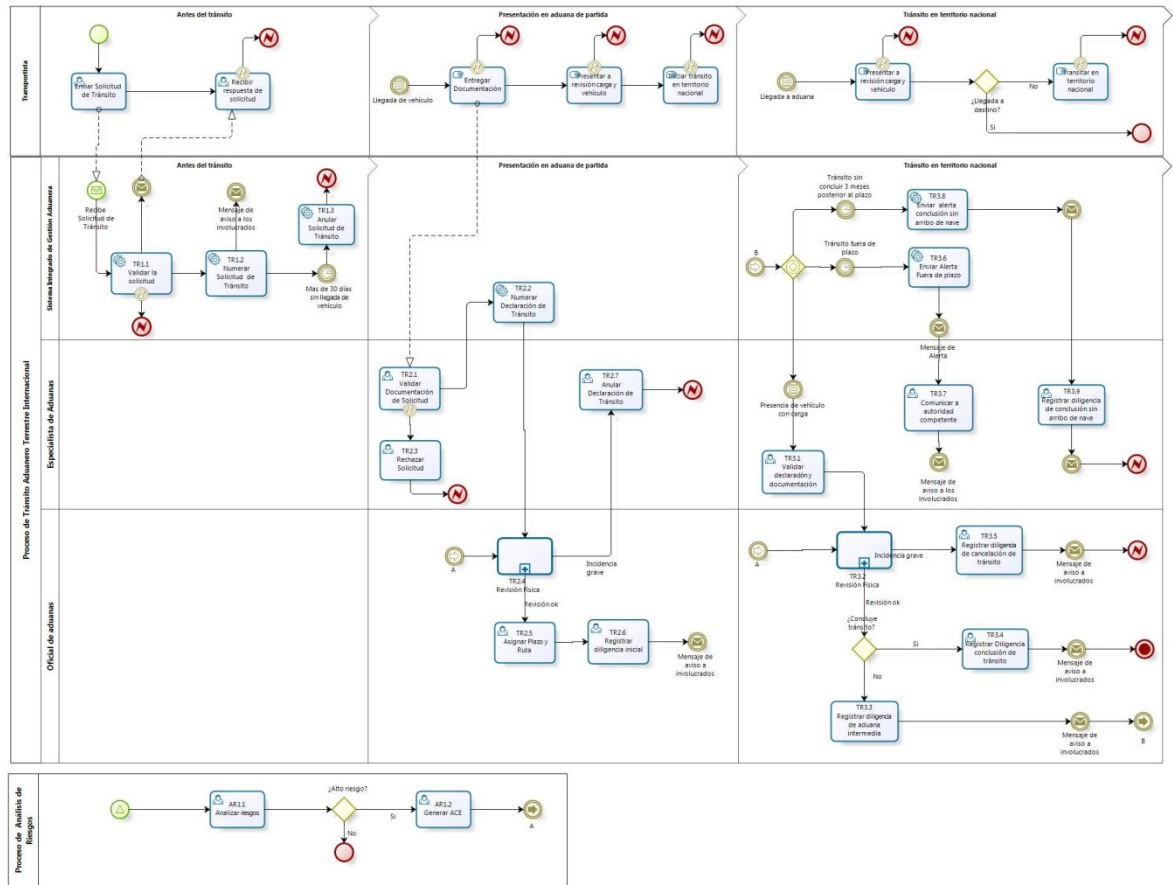 Transportista
Antes del tránsito
Presentación en aduana de partida
Tránsito en territorio nacional
Enviar Solicitud
de Tránsito
Recibir
respuesta de
solicitud
Llegada de vehículo
Entregar
Documentación
Presentar a
revisión carga y
vehículo
Iniciar tránsito
en territorio
nacional
Llegada a aduana
Presentar a
revisión carga y
vehículo
¿Llegada a
destino?
No
Si
Transitar en
territorio
nacional
Proceso de Tránsito Aduanero Terrestre Internacional
Sistema Integrado de Gestión Aduanera
Antes del tránsito
Presentación en aduana de partida
Tránsito en territorio nacional
Recibe
Solicitud de
Tránsito
TR1.1
Validar la
solicitud
Mensaje de
aviso a los
involucrados
TR1.2
Numerar
Solicitud de
Tránsito
TR1.3
Anular
Solicitud de
Tránsito
Mas de 30 días
sin llegada de
vehículo
TR2.2
Numerar
Declaración de
Tránsito
B
Tránsito sin
concluir 3 meses
posterior al plazo
TR3.8
Enviar alerta
conclusión sin
arribo de nave
Tránsito fuera de
plazo
TR3.6
Enviar Alerta
Fuera de plazo
Mensaje de
Alerta
Especialista de Aduanas
TR2.1
Validar
Documentación
de Solicitud
TR2.3
Rechazar
Solicitud
TR2.7
Anular
Declaración de
Tránsito
Presencia de vehículo
con carga
TR3.1
Validar
declaración y
documentación
TR3.7
Comunicar a
autoridad
competente
Mensaje de
aviso a los
involucrados
TR3.9
Registrar diligencia
de conclusión sin
arribo de nave
Oficial de aduanas
A
TR2.4
Revisión Física
Incidencia
grave
Revisión ok
TR2.5
Asignar Plazo y
Ruta
TR2.6
Registrar
diligencia inicial
Mensaje de
aviso a
involucrados
A
TR3.2
Revisión Física
Incidencia grave
TR3.5
Registrar diligencia
de cancelación de
tránsito
Mensaje de
aviso a
involucrados
Revisión ok
¿Concluye
tránsito?
Si
TR3.4
Registrar Diligencia
conclusión de
tránsito
Mensaje de
aviso a
involucrados
No
TR3.3
Registrar diligencia
de aduana
intermedia
Mensaje de
aviso a
involucrados
B
Proceso de Análisis de
Riesgos
AR1.1
Analizar riesgos
¿Alto riesgo?
Si
No
AR1.2
Generar ACE
A